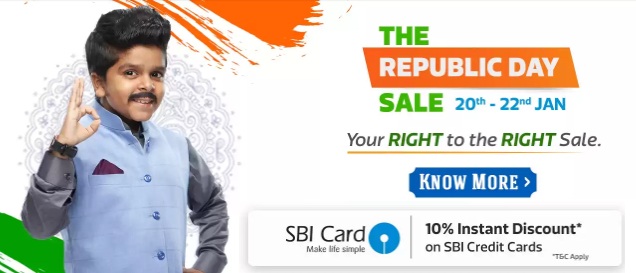 THE
REPUBLIC DAY
SALE 20th - 22nd JAN
Your RIGHT to the RIGHT Sale.
KNOW MORE >
SBI Card
Make life simple
10% Instant Discount*
on SBI Credit Cards
*T&C Apply